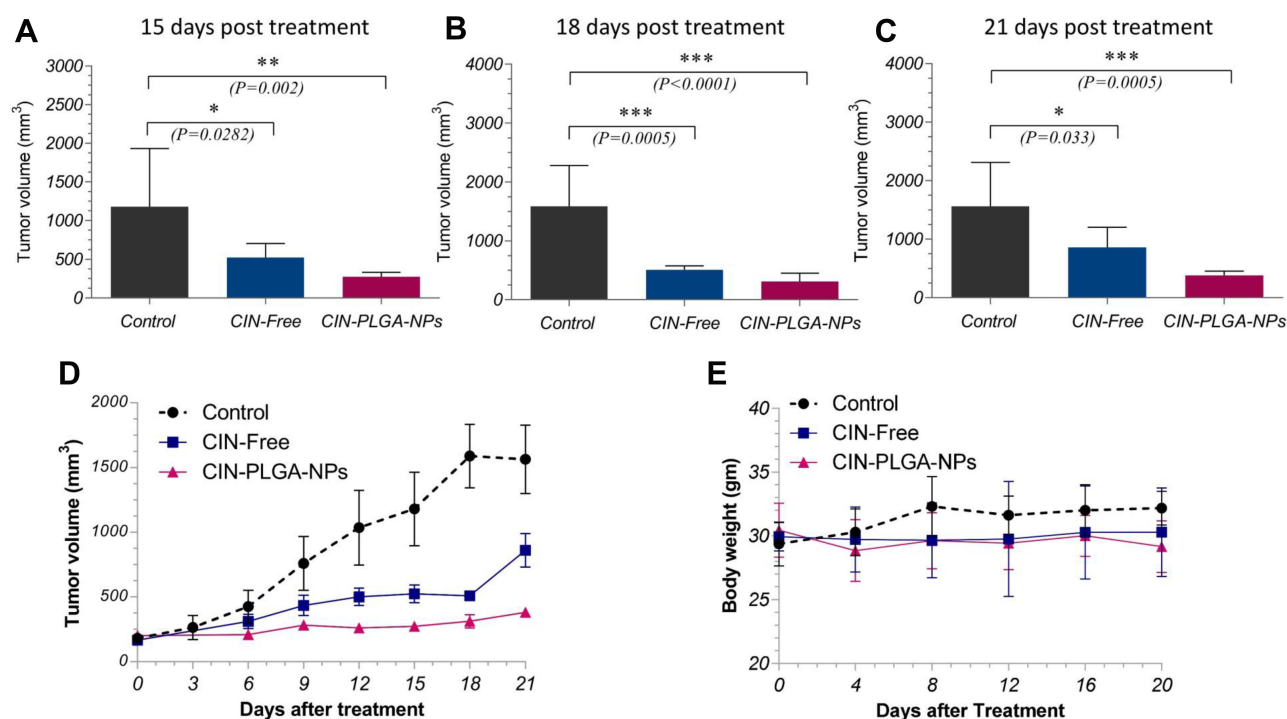 A
15 days post treatment
Tumor volume (mm³)
3000
2500
2000
1500
1000
500
0
**
(P=0.002)
*
(P=0.0282)
Control
CIN-Free
CIN-PLGA-NPs
B
18 days post treatment
Tumor volume (mm³)
4000
3000
2000
1000
0
***
(P<0.0001)
***
(P=0.0005)
Control
CIN-Free
CIN-PLGA-NPs
C
21 days post treatment
Tumor volume (mm³)
4000
3000
2000
1000
0
***
(P=0.0005)
*
(P=0.033)
Control
CIN-Free
CIN-PLGA-NPs
D
Tumor volume (mm³)
2000
1500
1000
500
0
Control
CIN-Free
CIN-PLGA-NPs
0 3 6 9 12 15 18 21
Days after treatment
E
Body weight (gm)
40
35
30
25
20
Control
CIN-Free
CIN-PLGA-NPs
0 4 8 12 16 20
Days after Treatment